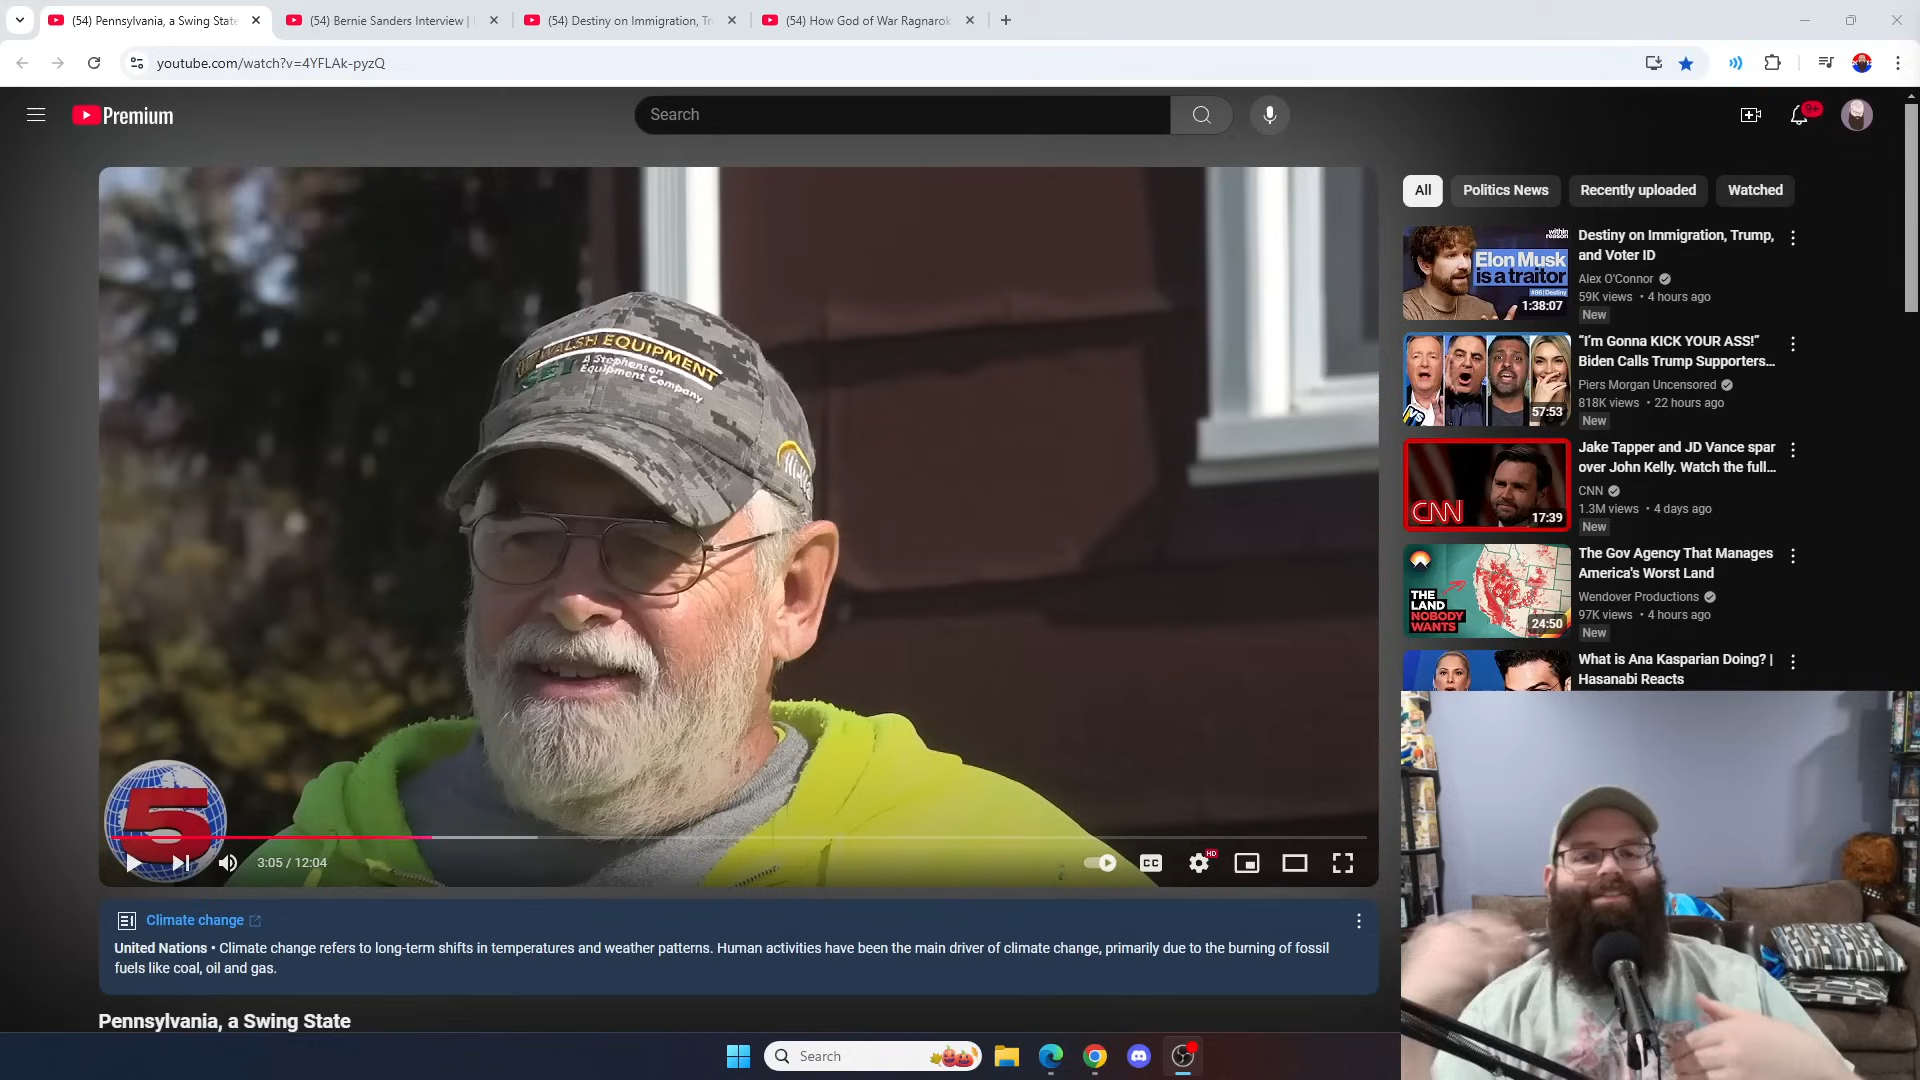 (54) Pennsylvania, a Swing State
(54) Bernie Sanders Interview |
(54) Destiny on Immigration, Tr
(54) How God of War Ragnarok
youtube.com/watch?v=4YFLAk-pyzQ
Premium
Search
9+
WALSH EQUIPMENT
SEI
A Stephenson
Equipment Company
5
3:05 / 12:04
CC
HD
Climate change
United Nations • Climate change refers to long-term shifts in temperatures and weather patterns. Human activities have been the main driver of climate change, primarily due to the burning of fossil
fuels like coal, oil and gas.
Pennsylvania, a Swing State
All
Politics News
Recently uploaded
Watched
within
reason
Elon Musk
is a traitor
#86|Destiny
1:38:07
Destiny on Immigration, Trump,
and Voter ID
Alex O'Connor
59K views • 4 hours ago
New
VS
57:53
"I'm Gonna KICK YOUR ASS!"
Biden Calls Trump Supporters...
Piers Morgan Uncensored
818K views • 22 hours ago
New
CNN
17:39
Jake Tapper and JD Vance spar
over John Kelly. Watch the full...
CNN
1.3M views • 4 days ago
New
THE
LAND
NOBODY
WANTS
24:50
The Gov Agency That Manages
America's Worst Land
Wendover Productions
97K views • 4 hours ago
New
What is Ana Kasparian Doing? |
Hasanabi Reacts
Search